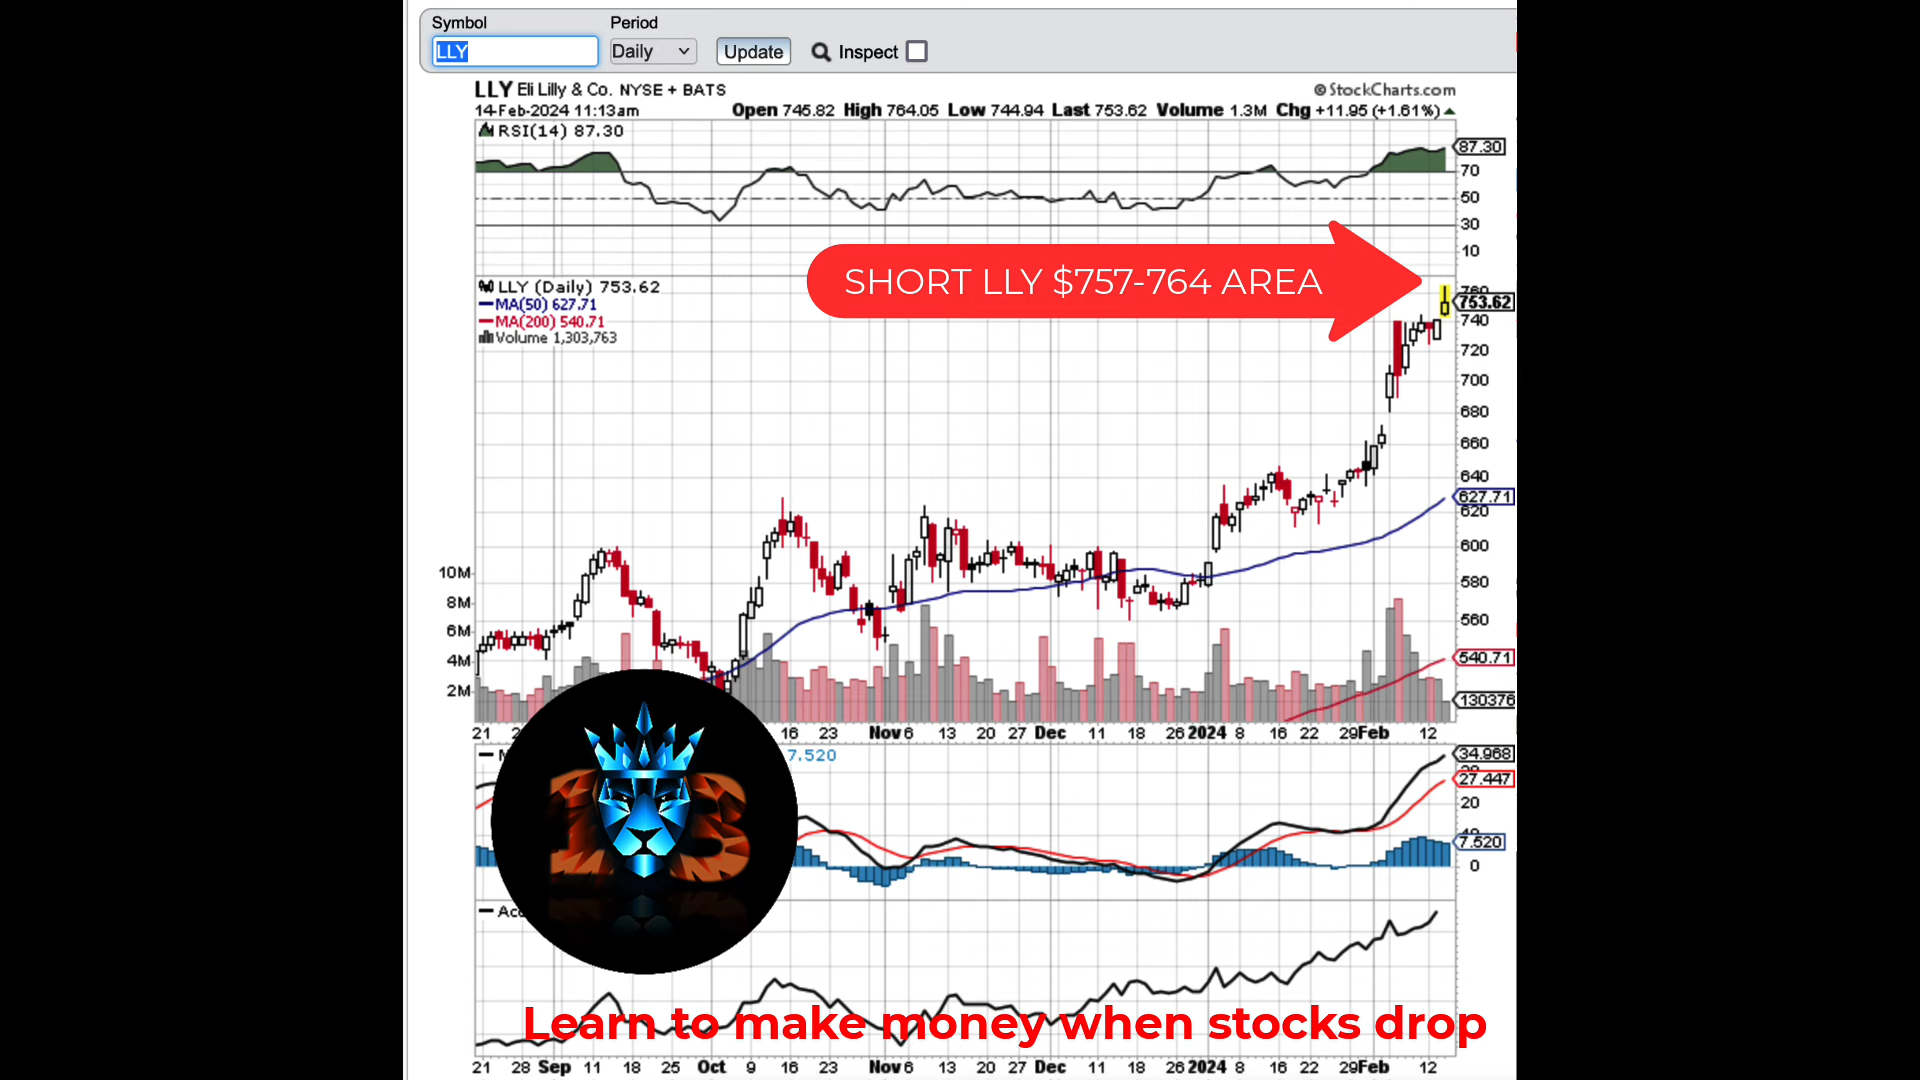 Symbol Period
LLY Daily Update Inspect
LLY Eli Lilly & Co. NYSE + BATS © StockCharts.com
14-Feb-2024 11:13am Open 745.82 High 764.05 Low 744.94 Last 753.62 Volume 1.3M Chg +11.95 (+1.61%)
RSI(14) 87.30
87.30
70
50
30
10
SHORT LLY $757-764 AREA
LLY (Daily) 753.62
MA(50) 627.71
MA(200) 540.71
Volume 1,303,763
760
753.62
740
720
700
680
660
640
627.71
620
600
580
560
540.71
130376
10M
8M
6M
4M
2M
21 16 23 Nov 6 13 20 27 Dec 11 18 26 2024 8 16 22 29 Feb 12
7.520
34.968
27.447
20
7.520
0
13
Learn to make money when stocks drop
21 28 Sep 11 18 25 Oct 9 16 23 Nov 6 13 20 27 Dec 11 18 26 2024 8 16 22 29 Feb 12